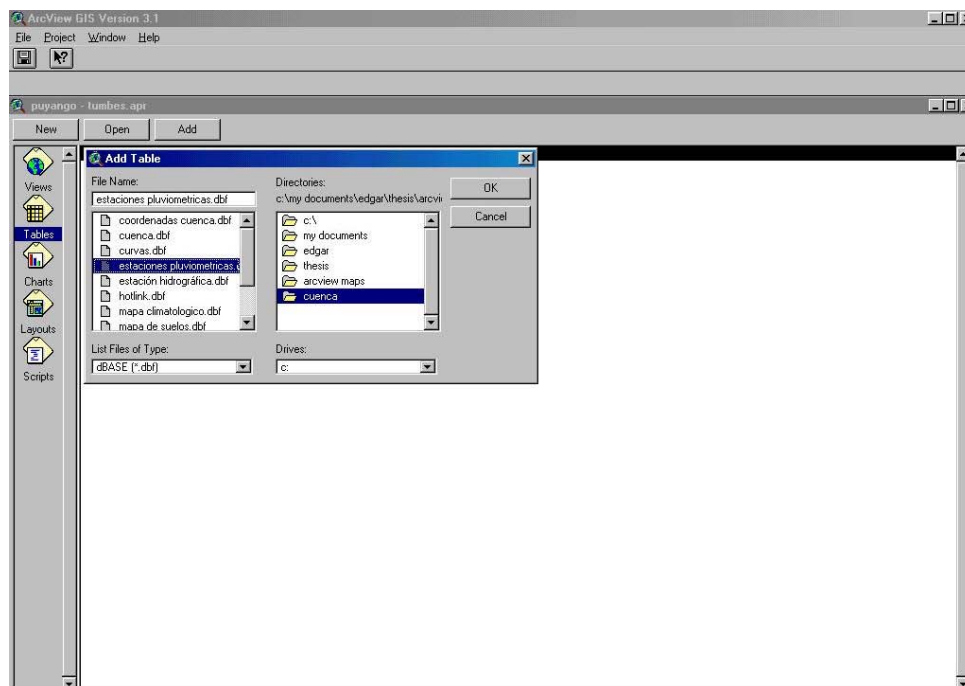 ArcView GIS Version 3.1
File Project Window Help
puyango - tumbes.apr
New Open Add
Views
Tables
Charts
Layouts
Scripts
Add Table
File Name:
estaciones pluviometricas.dbf
coordenadas cuenca.dbf
cuenca.dbf
curvas.dbf
estaciones pluviometricas.d
estación hidrográfica.dbf
hotlink.dbf
mapa climatologico.dbf
mapa de suelos.dbf
List Files of Type:
dBASE (*.dbf)
Directories:
c:\my documents\edgar\thesis\arcvi
c:\
my documents
edgar
thesis
arcview maps
cuenca
Drives:
c:
OK
Cancel